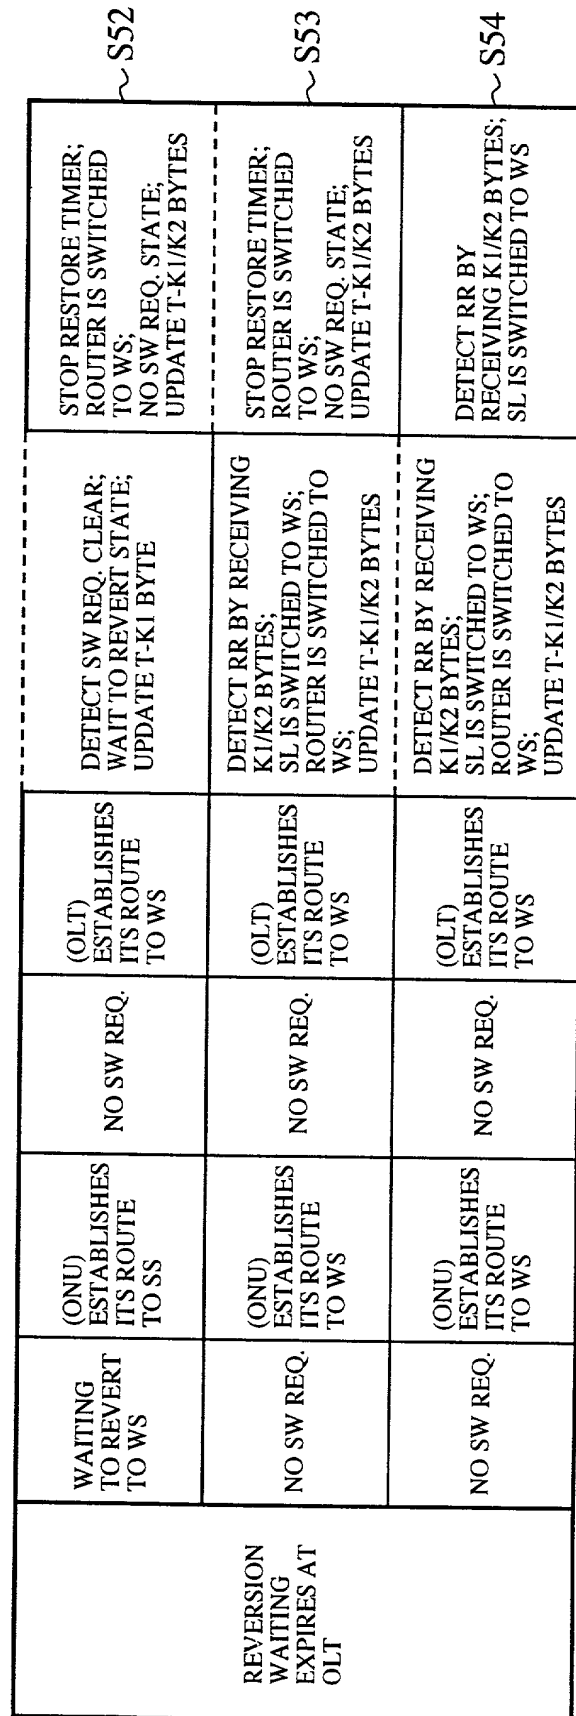 REVERSION
WAITING
EXPIRES AT
OLT
WAITING
TO REVERT
TO WS
(ONU)
ESTABLISHES
ITS ROUTE
TO SS
NO SW REQ.
(OLT)
ESTABLISHES
ITS ROUTE
TO WS
DETECT SW REQ. CLEAR;
WAIT TO REVERT STATE;
UPDATE T-K1 BYTE
STOP RESTORE TIMER;
ROUTER IS SWITCHED
TO WS;
NO SW REQ. STATE;
UPDATE T-K1/K2 BYTES
S52
NO SW REQ.
(ONU)
ESTABLISHES
ITS ROUTE
TO WS
NO SW REQ.
(OLT)
ESTABLISHES
ITS ROUTE
TO WS
DETECT RR BY RECEIVING
K1/K2 BYTES;
SL IS SWITCHED TO WS;
ROUTER IS SWITCHED TO
WS;
UPDATE T-K1/K2 BYTES
STOP RESTORE TIMER;
ROUTER IS SWITCHED
TO WS;
NO SW REQ. STATE;
UPDATE T-K1/K2 BYTES
S53
NO SW REQ.
(ONU)
ESTABLISHES
ITS ROUTE
TO WS
NO SW REQ.
(OLT)
ESTABLISHES
ITS ROUTE
TO WS
DETECT RR BY RECEIVING
K1/K2 BYTES;
SL IS SWITCHED TO WS;
ROUTER IS SWITCHED TO
WS;
UPDATE T-K1/K2 BYTES
DETECT RR BY
RECEIVING K1/K2 BYTES;
SL IS SWITCHED TO WS
S54